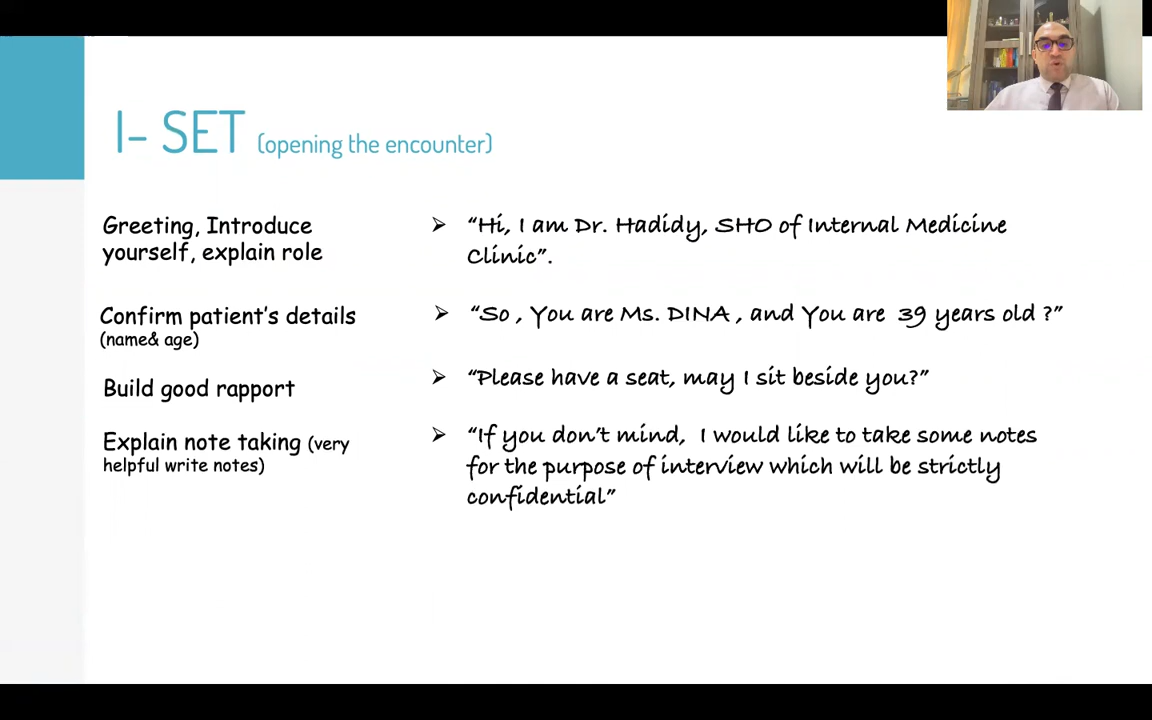 I- SET (opening the encounter)
Greeting, Introduce
yourself, explain role
➢ “Hi, I am Dr. Hadidy, SHO of Internal Medicine
Clinic”.
Confirm patient’s details
(name& age)
➢ “So , You are Ms. DINA , and You are 39 years old ?”
Build good rapport
➢ “Please have a seat, may I sit beside you?”
Explain note taking (very
helpful write notes)
➢ “If you don’t mind, I would like to take some notes
for the purpose of interview which will be strictly
confidential”